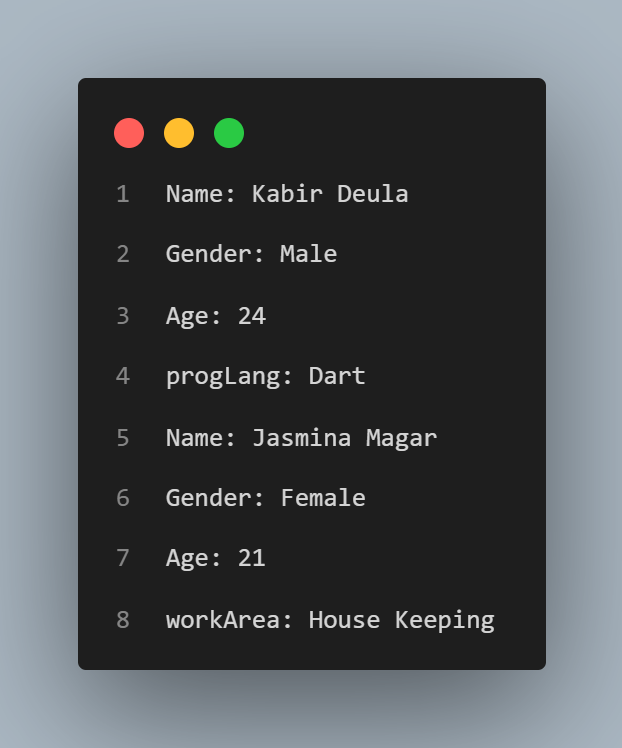 1 Name: Kabir Deula
2 Gender: Male
3 Age: 24
4 progLang: Dart
5 Name: Jasmina Magar
6 Gender: Female
7 Age: 21
8 workArea: House Keeping